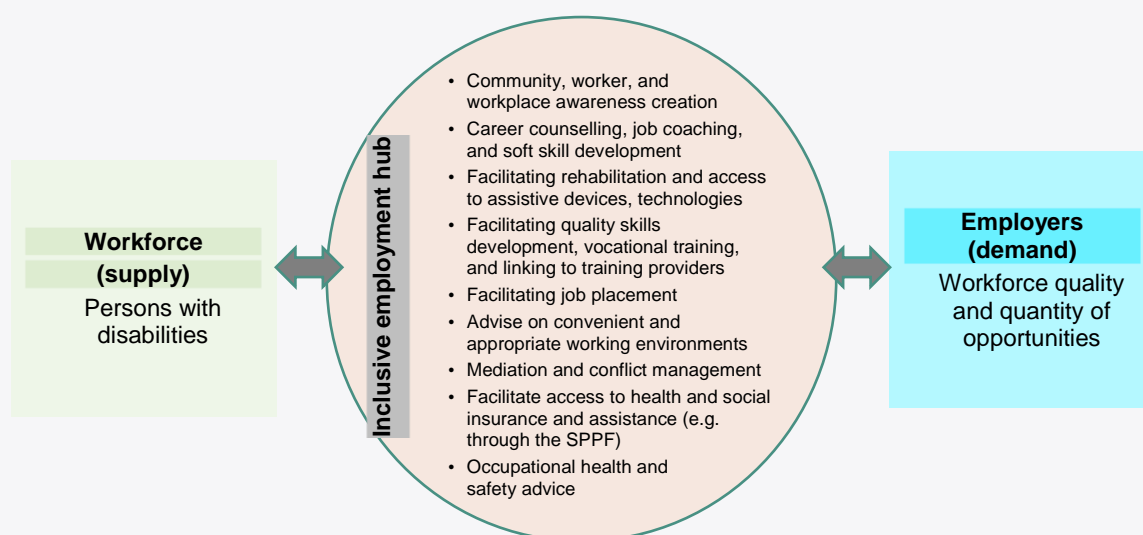 Workforce
(supply)
Persons with
disabilities
Inclusive employment hub
• Community, worker, and
workplace awareness creation
• Career counselling, job coaching,
and soft skill development
• Facilitating rehabilitation and access
to assistive devices, technologies
• Facilitating quality skills
development, vocational training,
and linking to training providers
• Facilitating job placement
• Advise on convenient and
appropriate working environments
• Mediation and conflict management
• Facilitate access to health and social
insurance and assistance (e.g.
through the SPPF)
• Occupational health and
safety advice
Employers
(demand)
Workforce quality
and quantity of
opportunities